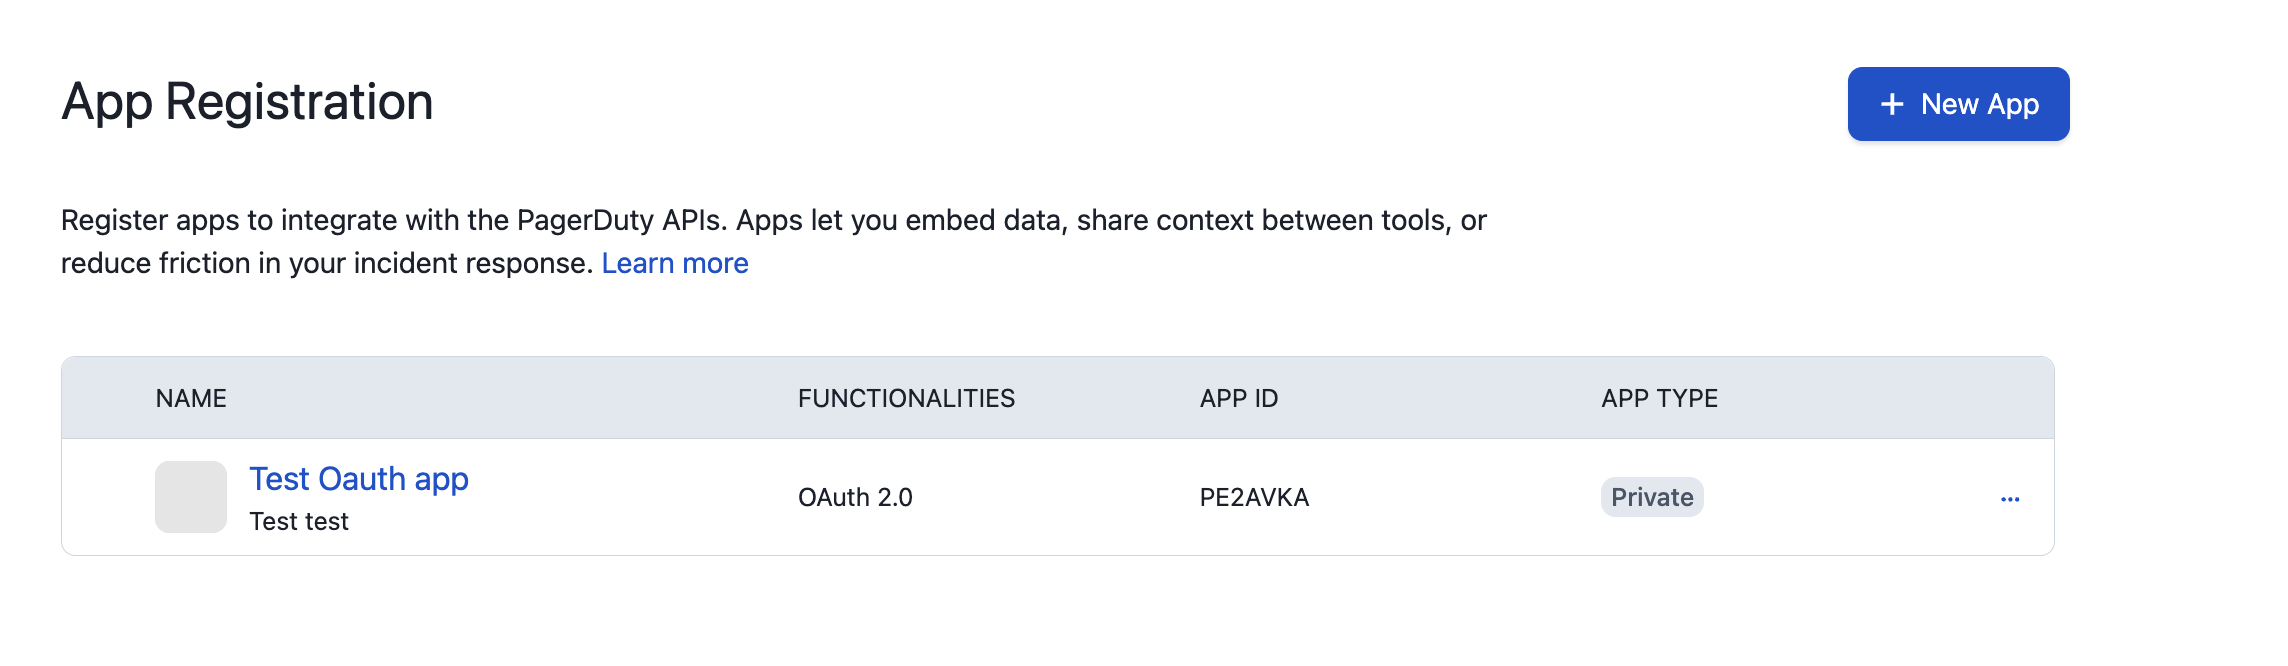 App Registration
+ New App
Register apps to integrate with the PagerDuty APIs. Apps let you embed data, share context between tools, or
reduce friction in your incident response. Learn more
NAME FUNCTIONALITIES APP ID APP TYPE
Test Oauth app
Test test
OAuth 2.0 PE2AVKA Private ...